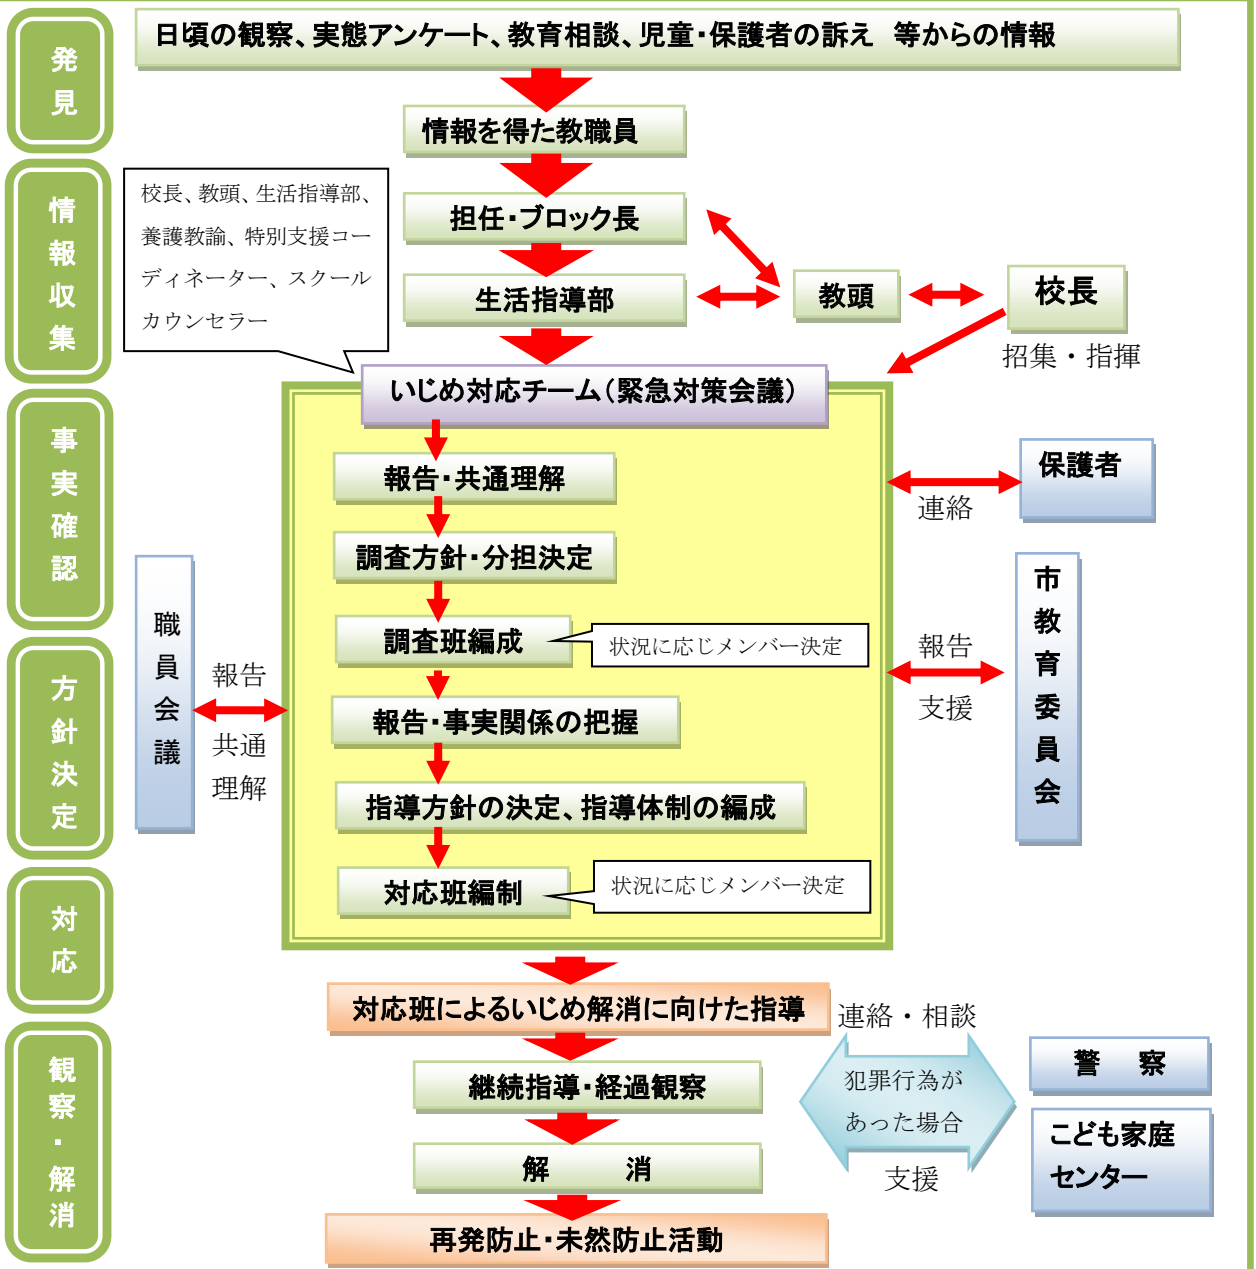 発見
日頃の観察、実態アンケート、教育相談、児童・保護者の訴え　等からの情報
情報を得た教職員
情報収集
校長、教頭、生活指導部、
養護教諭、特別支援コー
ディネーター、スクール
カウンセラー
担任・ブロック長
生活指導部
教頭
校長
招集・指揮
いじめ対応チーム（緊急対策会議）
事実確認
報告・共通理解
保護者
連絡
調査方針・分担決定
調査班編成
状況に応じメンバー決定
職員会議
報告
共通
理解
市教育委員会
報告
支援
方針決定
報告・事実関係の把握
指導方針の決定、指導体制の編成
対応班編制
状況に応じメンバー決定
対応
対応班によるいじめ解消に向けた指導
連絡・相談
犯罪行為が
あった場合
支援
警　察
こども家庭
センター
観察・解消
継続指導・経過観察
解　　消
再発防止・未然防止活動